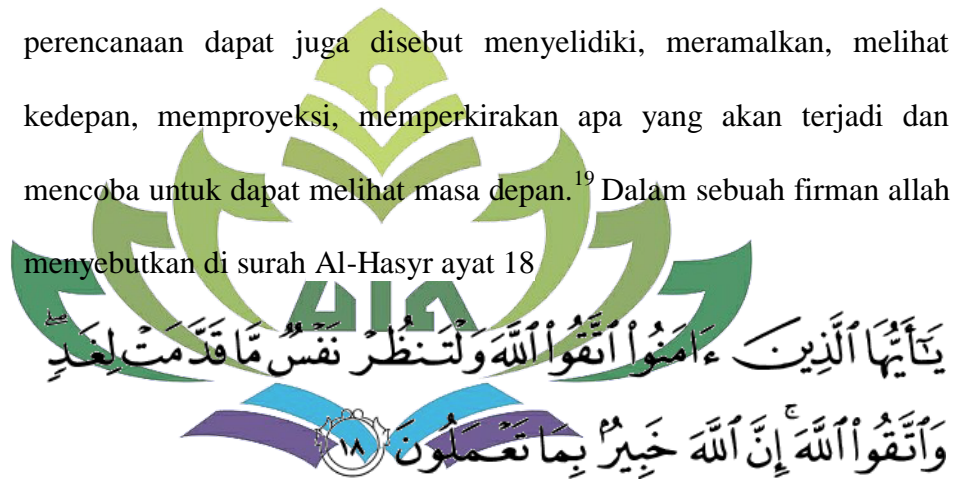 perencanaan dapat juga disebut menyelidiki, meramalkan, melihat
kedepan, memproyeksi, memperkirakan apa yang akan terjadi dan
mencoba untuk dapat melihat masa depan.19 Dalam sebuah firman allah
menyebutkan di surah Al-Hasyr ayat 18
UIN
يَٰٓأَيُّهَا ٱلَّذِينَ ءَامَنُوا۟ ٱتَّقُوا۟ ٱللَّهَ وَلْتَنظُرْ نَفْسٌ مَّا قَدَّمَتْ لِغَدٍ ۖ
وَٱتَّقُوا۟ ٱللَّهَ ۚ إِنَّ ٱللَّهَ خَبِيرٌۢ بِمَا تَعْمَلُونَ ١٨